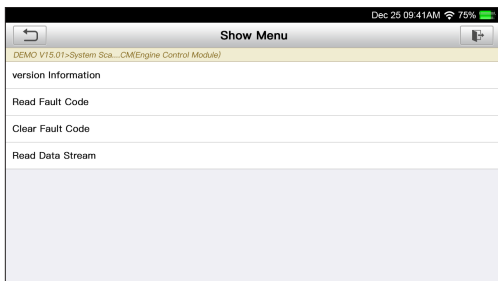 Dec 25 09:41AM 75%
Show Menu
DEMO V15.01>System Sca....CM(Engine Control Module)
version Information
Read Fault Code
Clear Fault Code
Read Data Stream